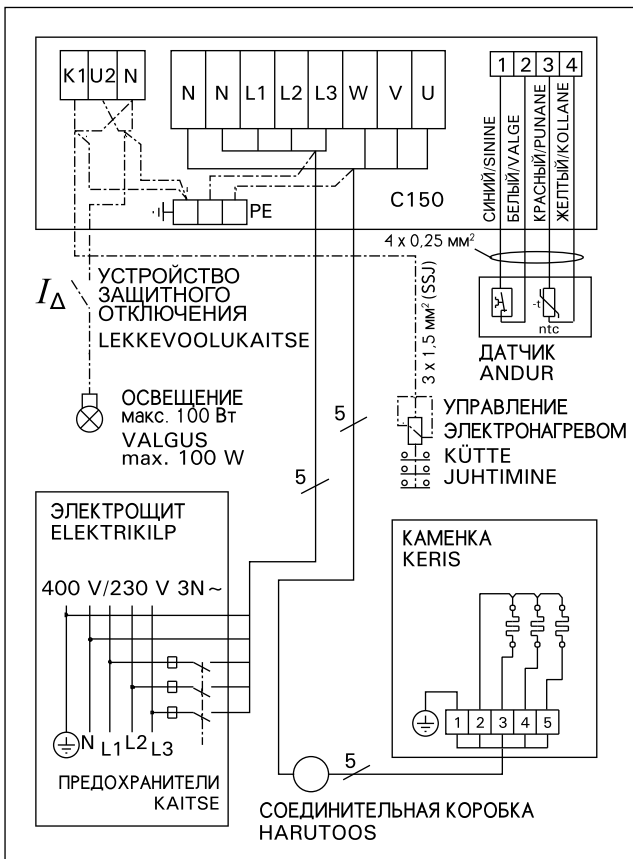 K1 U2 N
N N L1 L2 L3 W V U
1 2 3 4
СИНИЙ/SININE
БЕЛЫЙ/VALGE
КРАСНЫЙ/PUNANE
ЖЕЛТЫЙ/KOLLANE
PE
C150
4 x 0,25 мм²
-t
ntc
ДАТЧИК
ANDUR
I∆
УСТРОЙСТВО
ЗАЩИТНОГО
ОТКЛЮЧЕНИЯ
LEKKEVOOLUKAITSE
3 x 1,5 мм² (SSJ)
ОСВЕЩЕНИЕ
макс. 100 Вт
VALGUS
max. 100 W
5
5
УПРАВЛЕНИЕ
ЭЛЕКТРОНАГРЕВОМ
KÜTTE
JUHTIMINE
ЭЛЕКТРОЩИТ
ELEKTRIKILP
400 V/230 V 3N~
N L1 L2 L3
ПРЕДОХРАНИТЕЛИ
KAITSE
КАМЕНКА
KERIS
1 2 3 4 5
5
СОЕДИНИТЕЛЬНАЯ КОРОБКА
HARUTOOS